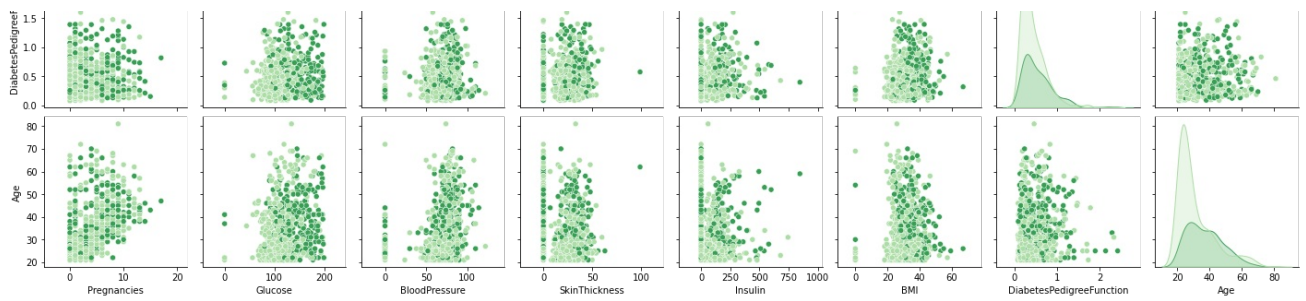 DiabetesPedigreeF
1.5
1.0
0.5
0.0
Age
80
70
60
50
40
30
20
0 10 20
0 100 200
0 50 100
0 50 100
0 250 500 750 1000
0 20 40 60
0 1 2
20 40 60 80
Pregnancies Glucose BloodPressure SkinThickness Insulin BMI DiabetesPedigreeFunction Age